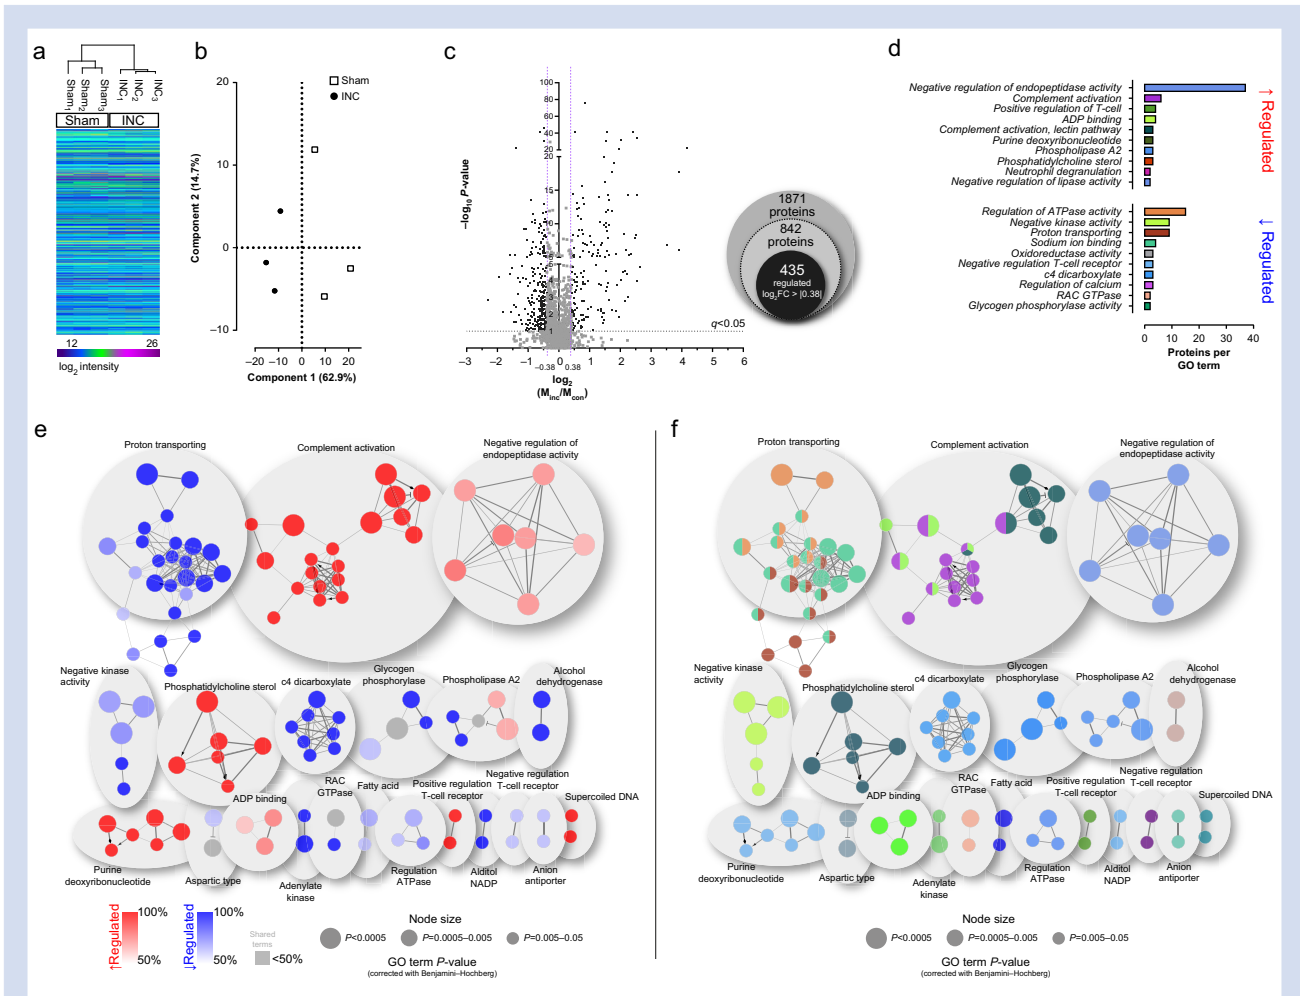 a
Sham1
Sham2
Sham3
INC1
INC2
INC3
Sham
INC
12
26
log2 intensity
b
Sham
INC
20
10
0
–10
Component 2 (14.7%)
–20
–10
0
10
20
Component 1 (62.9%)
c
–log10 P-value
100
80
60
40
20
20
15
10
1
q<0.05
–3
–2
–1
0
1
2
3
4
5
6
–0.38
0.38
log2
(Minc/Mcon)
1871
proteins
842
proteins
435
regulated
log2FC > |0.38|
d
Negative regulation of endopeptidase activity
Complement activation
Positive regulation of T-cell
ADP binding
Complement activation, lectin pathway
Purine deoxyribonucleotide
Phospholipase A2
Phosphatidylcholine sterol
Neutrophil degranulation
Negative regulation of lipase activity
↑ Regulated
Regulation of ATPase activity
Negative kinase activity
Proton transporting
Sodium ion binding
Oxidoreductase activity
Negative regulation T-cell receptor
c4 dicarboxylate
Regulation of calcium
RAC GTPase
Glycogen phosphorylase activity
↓ Regulated
0
10
20
30
40
Proteins per
GO term
e
Proton transporting
Complement activation
Negative regulation of
endopeptidase activity
Negative kinase
activity
Phosphatidylcholine sterol
c4 dicarboxylate
Glycogen
phosphorylase
Phospholipase A2
Alcohol
dehydrogenase
ADP binding
RAC
GTPase
Fatty acid
Positive regulation
T-cell receptor
Negative regulation
T-cell receptor
Supercoiled DNA
Purine
deoxyribonucleotide
Aspartic type
Adenylate
kinase
Regulation
ATPase
Alditol
NADP
Anion
antiporter
↑Regulated
100%
50%
↓Regulated
100%
50%
Shared
terms
<50%
Node size
P<0.0005
P=0.0005–0.005
P=0.005–0.05
GO term P-value
(corrected with Benjamini–Hochberg)
f
Proton transporting
Complement activation
Negative regulation of
endopeptidase activity
Negative kinase
activity
Phosphatidylcholine sterol
c4 dicarboxylate
Glycogen
phosphorylase
Phospholipase A2
Alcohol
dehydrogenase
ADP binding
RAC
GTPase
Fatty acid
Positive regulation
T-cell receptor
Negative regulation
T-cell receptor
Supercoiled DNA
Purine
deoxyribonucleotide
Aspartic type
Adenylate
kinase
Regulation
ATPase
Alditol
NADP
Anion
antiporter
Node size
P<0.0005
P=0.0005–0.005
P=0.005–0.05
GO term P-value
(corrected with Benjamini–Hochberg)